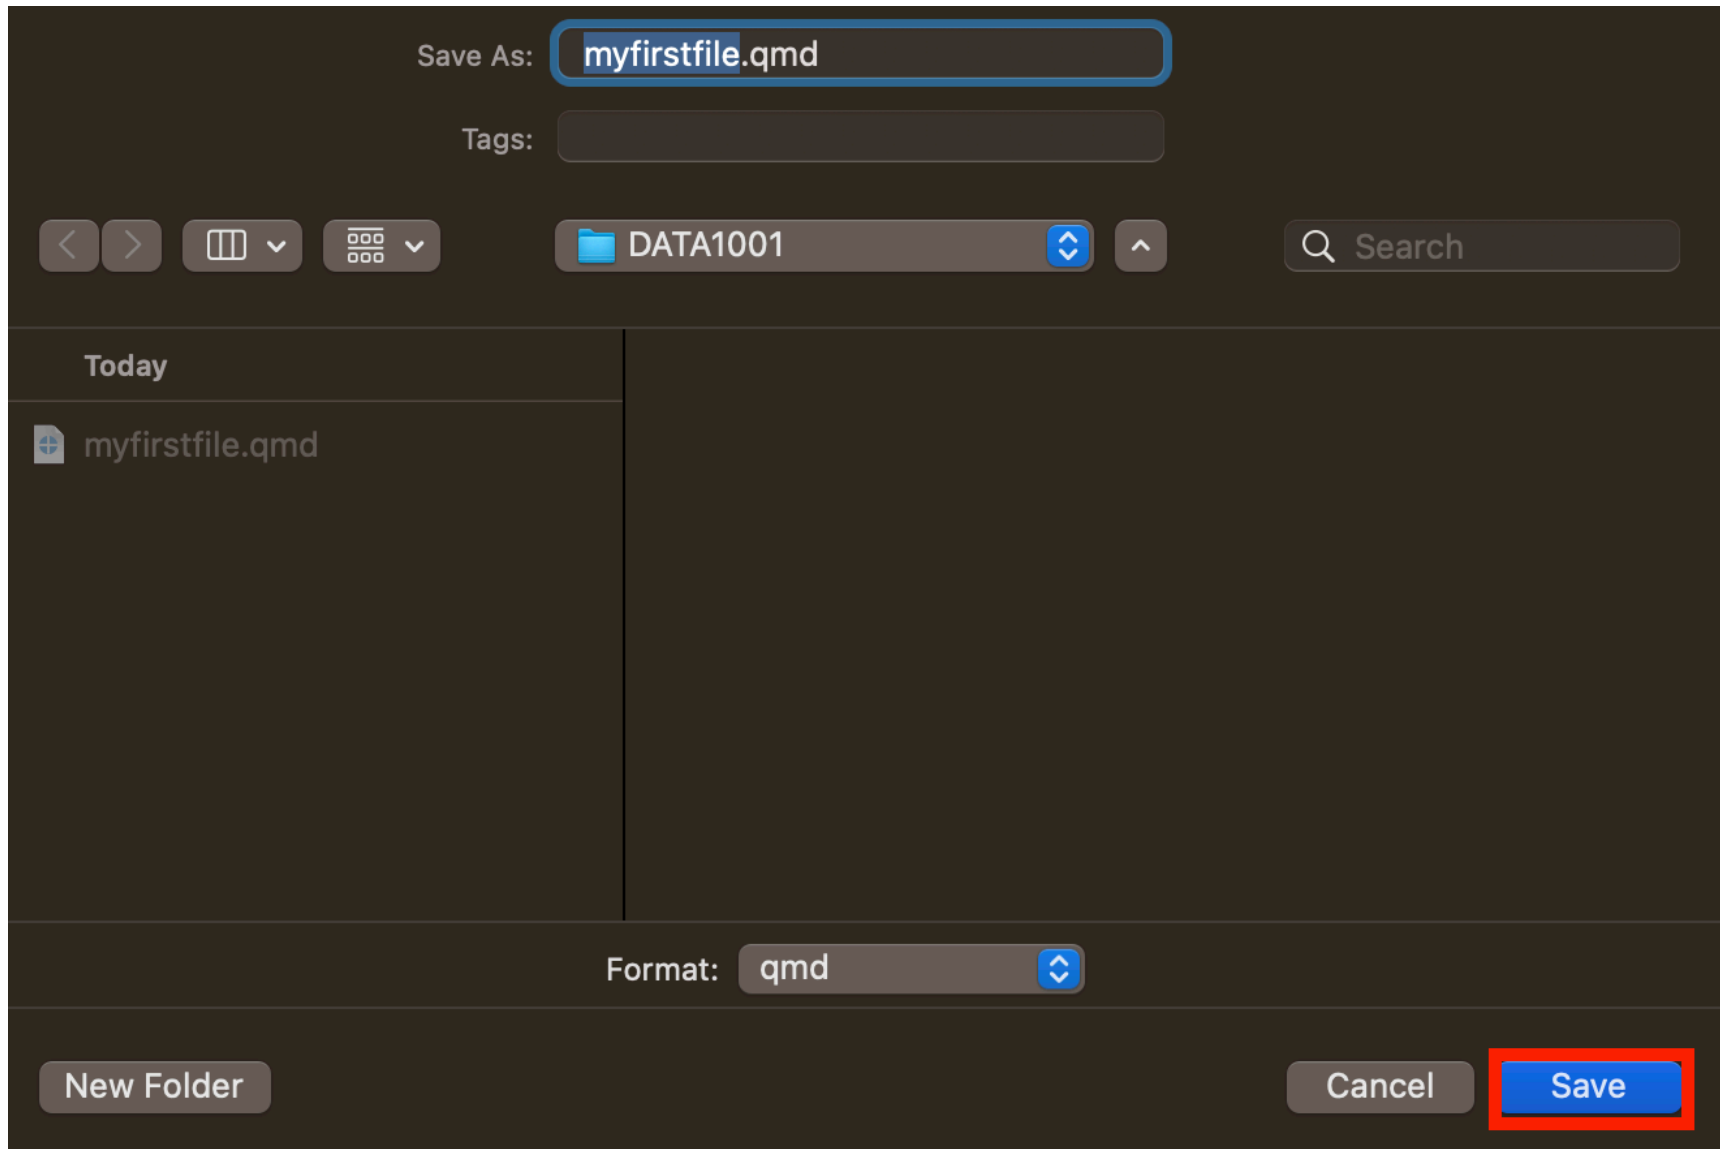 Save As: myfirstfile.qmd
Tags:
DATA1001
Search
Today
myfirstfile.qmd
Format: qmd
New Folder
Cancel
Save